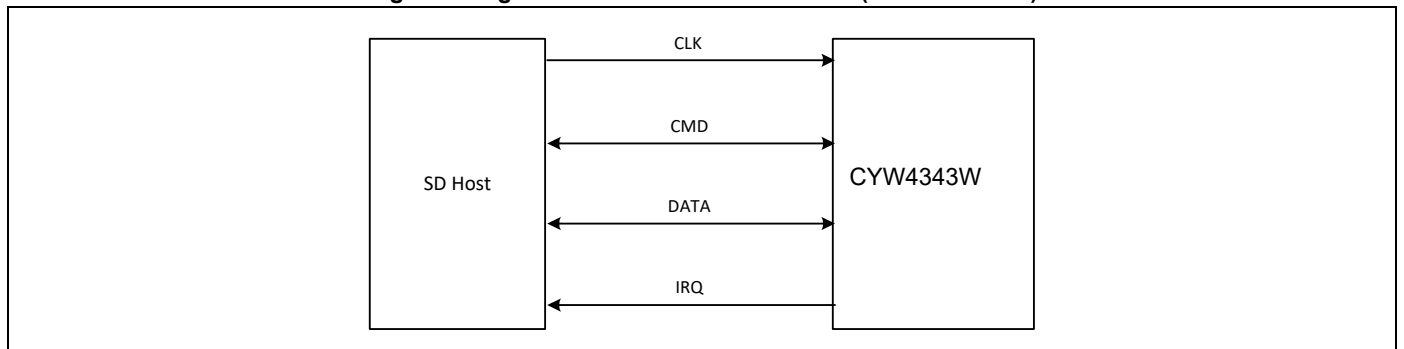 CLK
CMD
SD Host
CYW4343W
DATA
IRQ